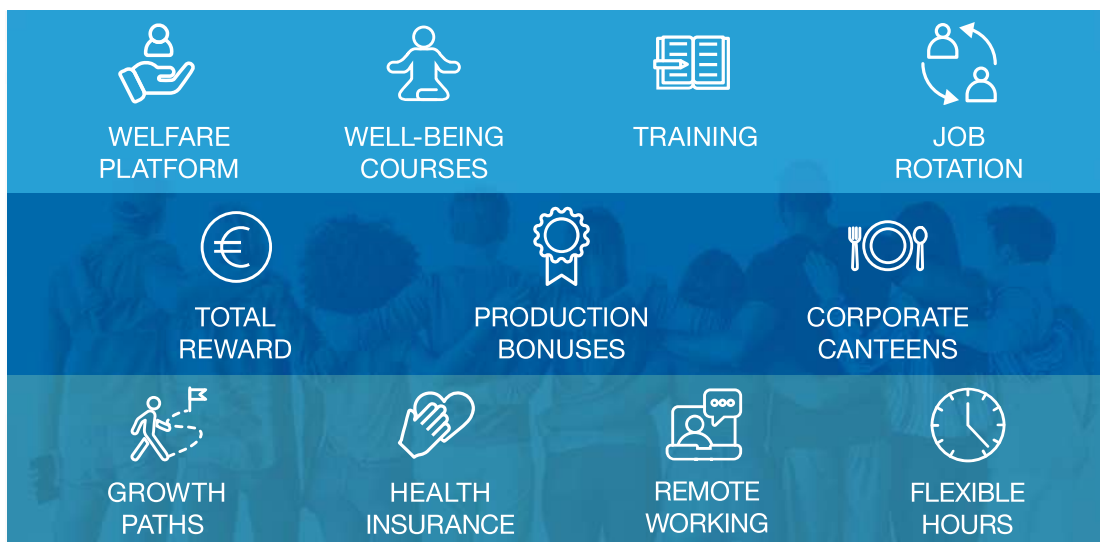 WELFARE
PLATFORM
WELL-BEING
COURSES
TRAINING
JOB
ROTATION
€
TOTAL
REWARD
PRODUCTION
BONUSES
CORPORATE
CANTEENS
GROWTH
PATHS
HEALTH
INSURANCE
REMOTE
WORKING
FLEXIBLE
HOURS